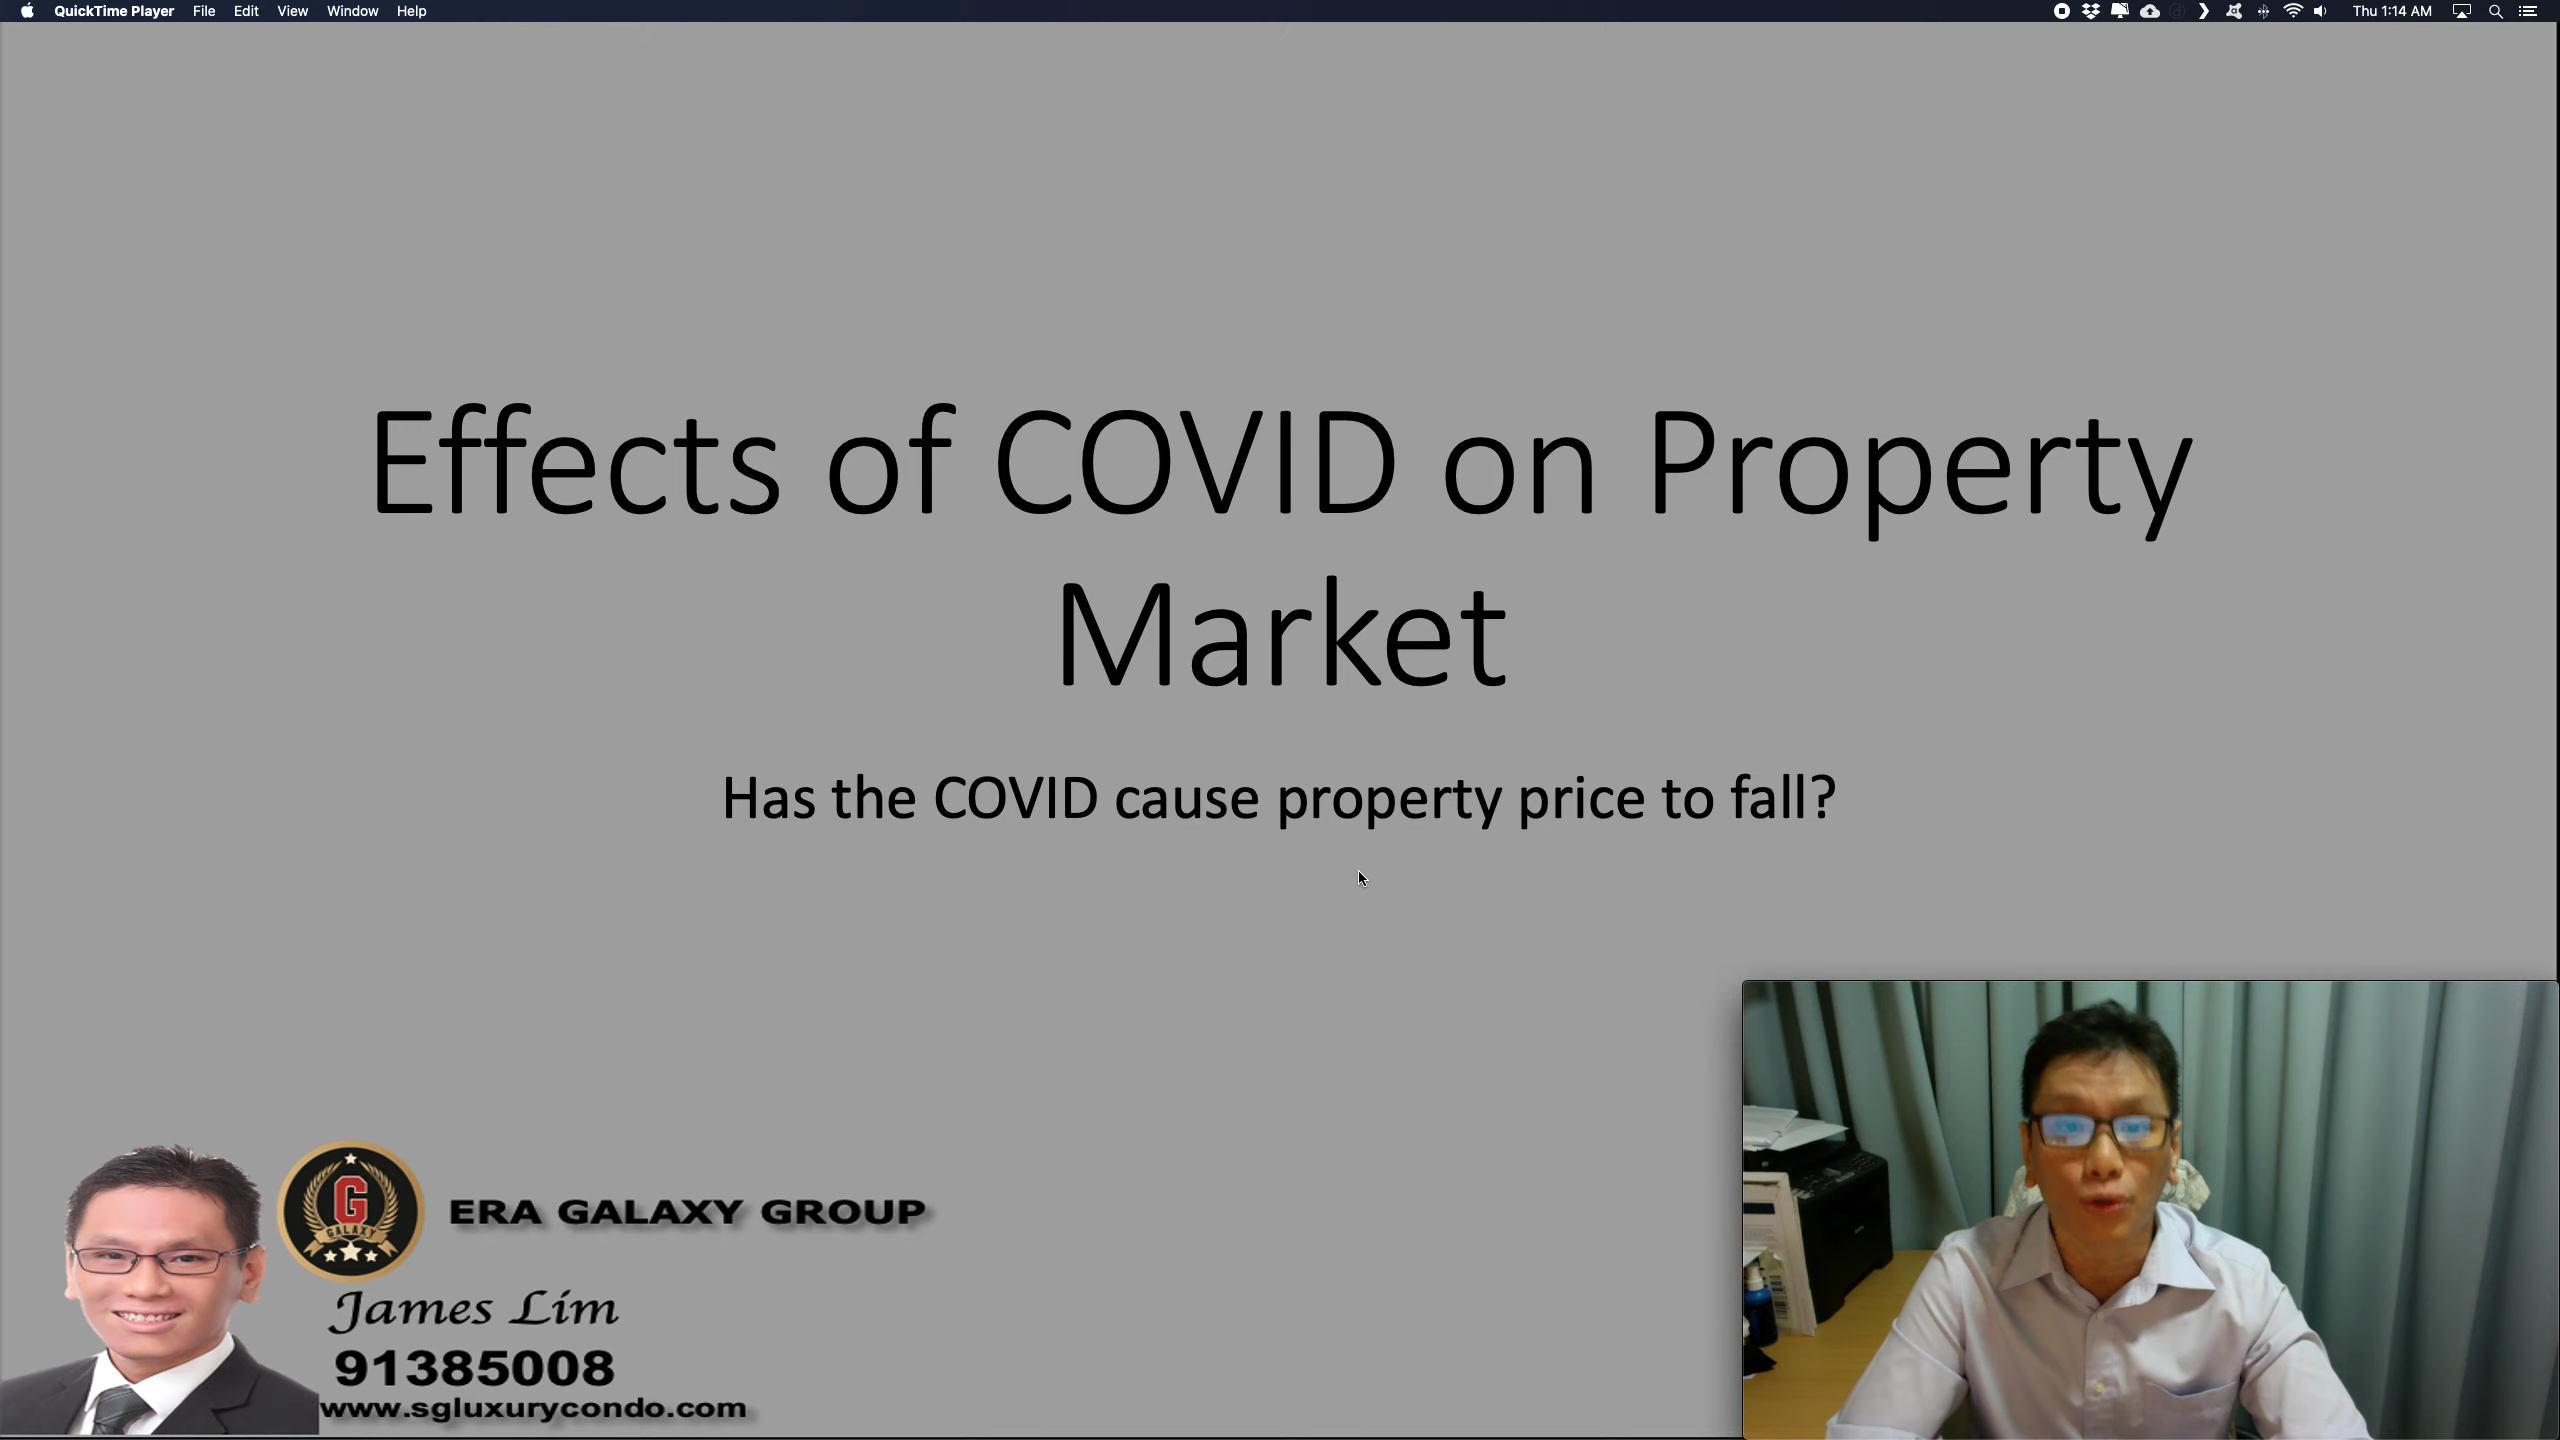 QuickTime Player File Edit View Window Help Thu 1:14 AM
Effects of COVID on Property
Market
Has the COVID cause property price to fall?
G
GALAXY
ERA GALAXY GROUP
James Lim
91385008
www.sgluxurycondo.com